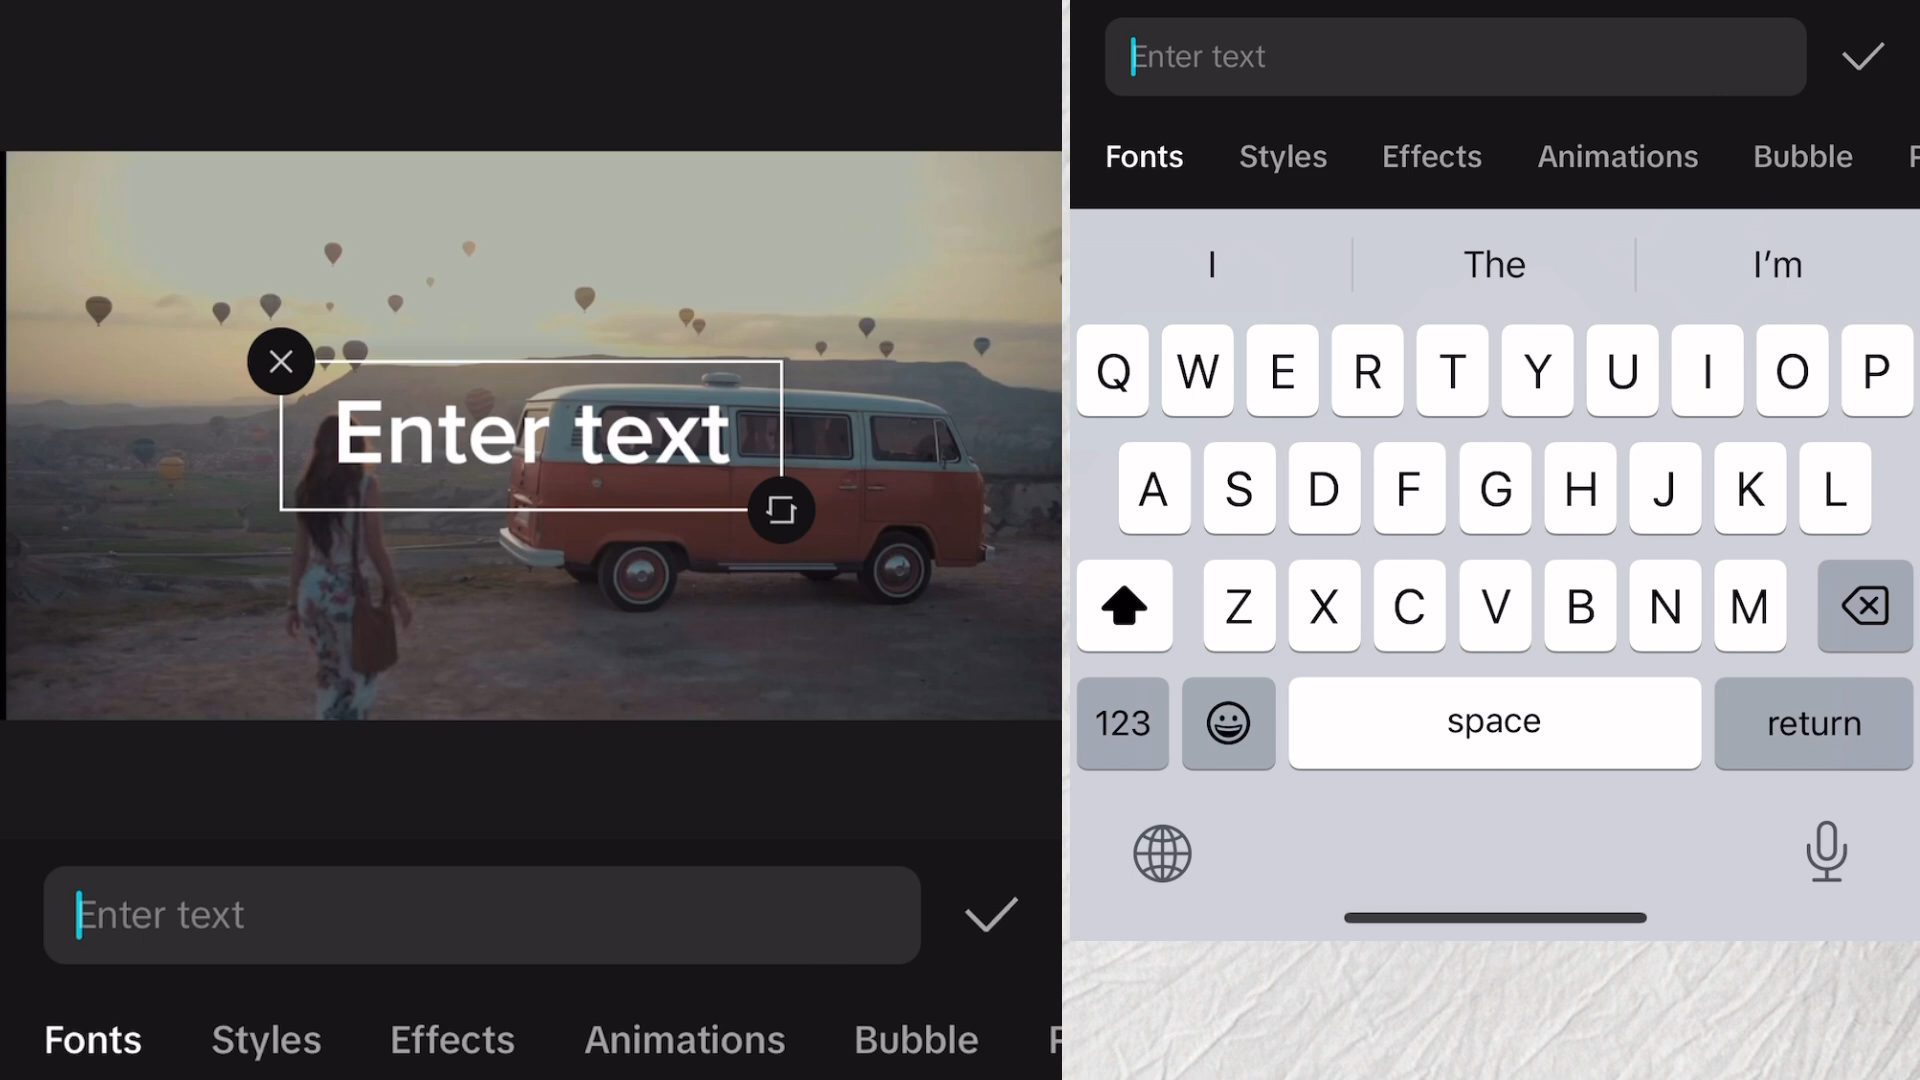 Enter text
Enter text
Fonts Styles Effects Animations Bubble
Enter text
Fonts Styles Effects Animations Bubble
I The I’m
Q W E R T Y U I O P
A S D F G H J K L
Z X C V B N M
123 space return